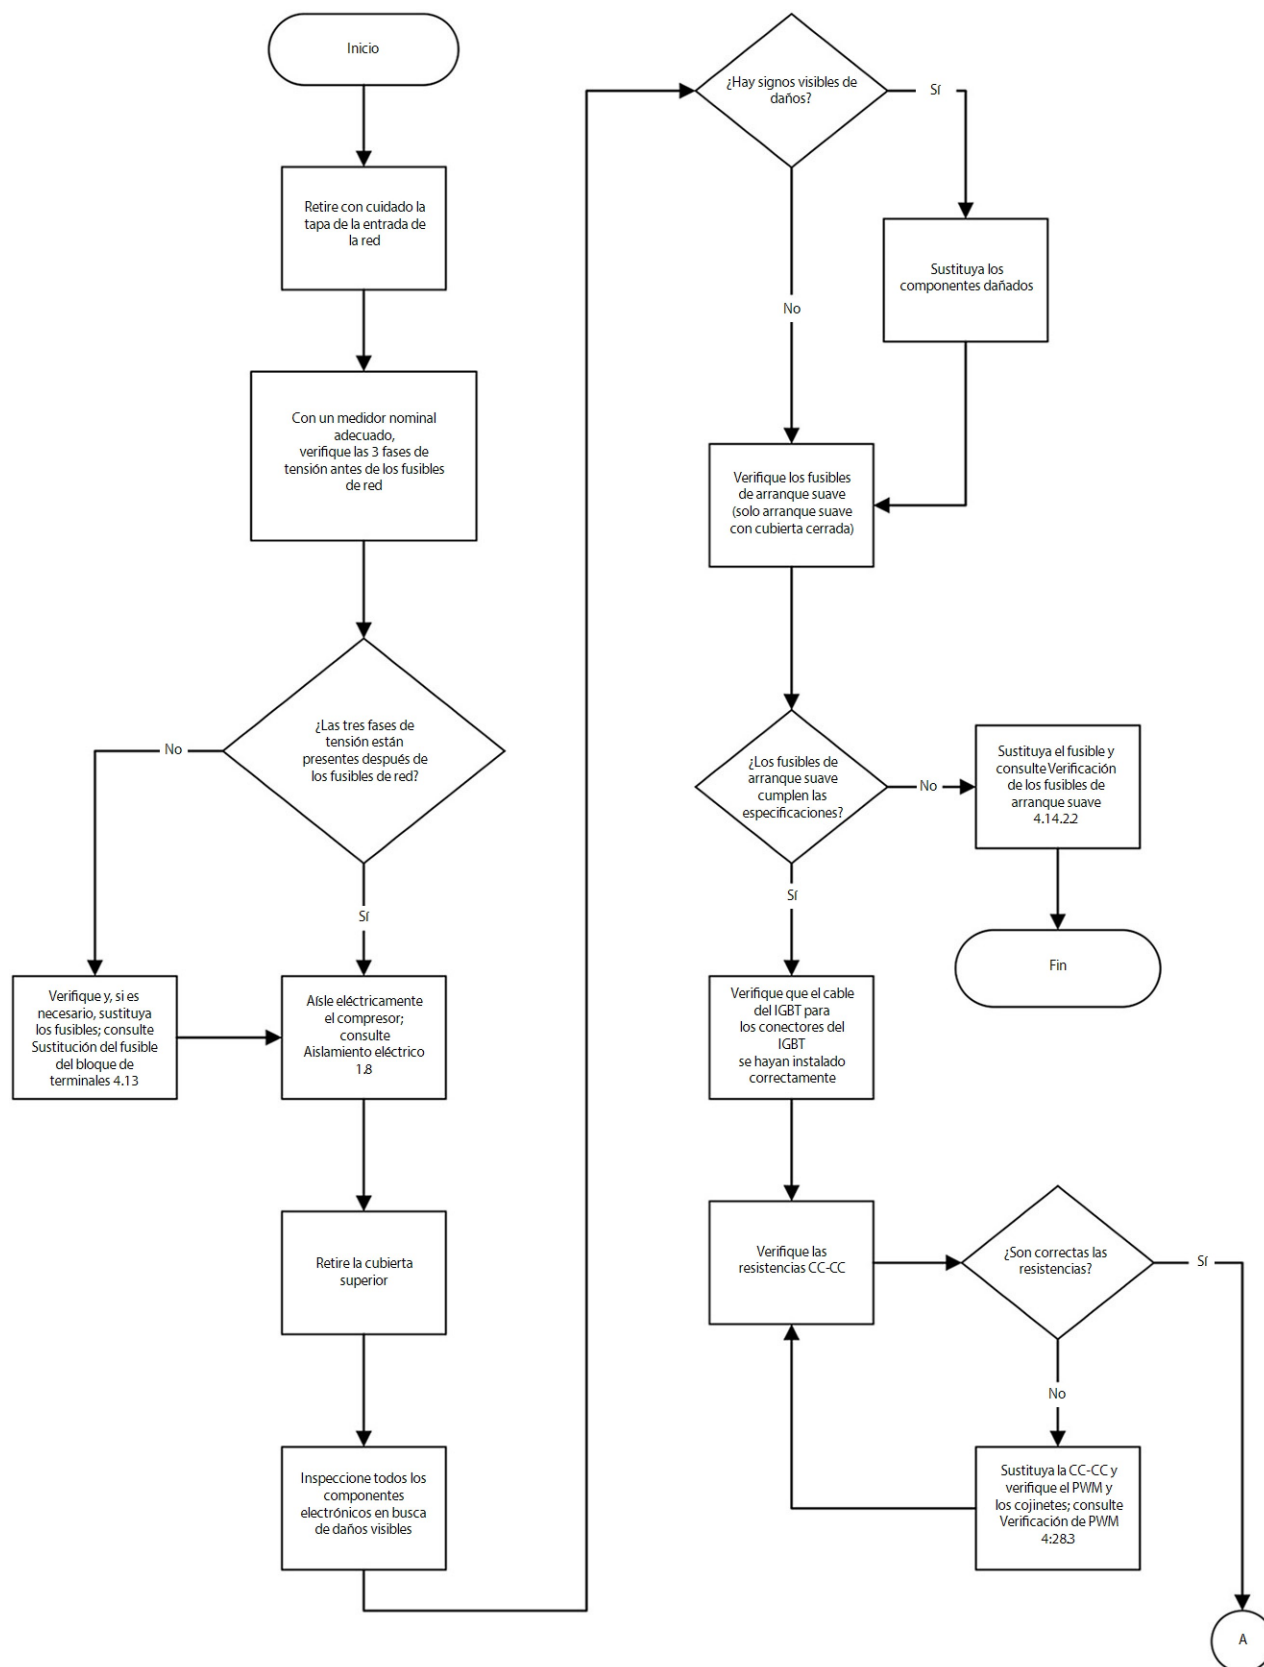 Inicio
Retire con cuidado la
tapa de la entrada de
la red
Con un medidor nominal
adecuado,
verifique las 3 fases de
tensión antes de los fusibles
de red
¿Las tres fases de
tensión están
presentes después de
los fusibles de red?
No
Sí
Verifique y, si es
necesario, sustituya
los fusibles; consulte
Sustitución del fusible
del bloque de
terminales 4.13
Aísle eléctricamente
el compresor;
consulte
Aislamiento eléctrico
1.8
Retire la cubierta
superior
Inspeccione todos los
componentes
electrónicos en busca
de daños visibles
¿Hay signos visibles de
daños?
Sí
No
Sustituya los
componentes dañados
Verifique los fusibles
de arranque suave
(solo arranque suave
con cubierta cerrada)
¿Los fusibles de
arranque suave
cumplen las
especificaciones?
No
Sí
Sustituya el fusible y
consulte Verificación
de los fusibles de
arranque suave
4.14.2.2
Fin
Verifique que el cable
del IGBT para
los conectores del
IGBT
se hayan instalado
correctamente
Verifique las
resistencias CC-CC
¿Son correctas las
resistencias?
Sí
No
Sustituya la CC-CC y
verifique el PWM y
los cojinetes; consulte
Verificación de PWM
4:28.3
A